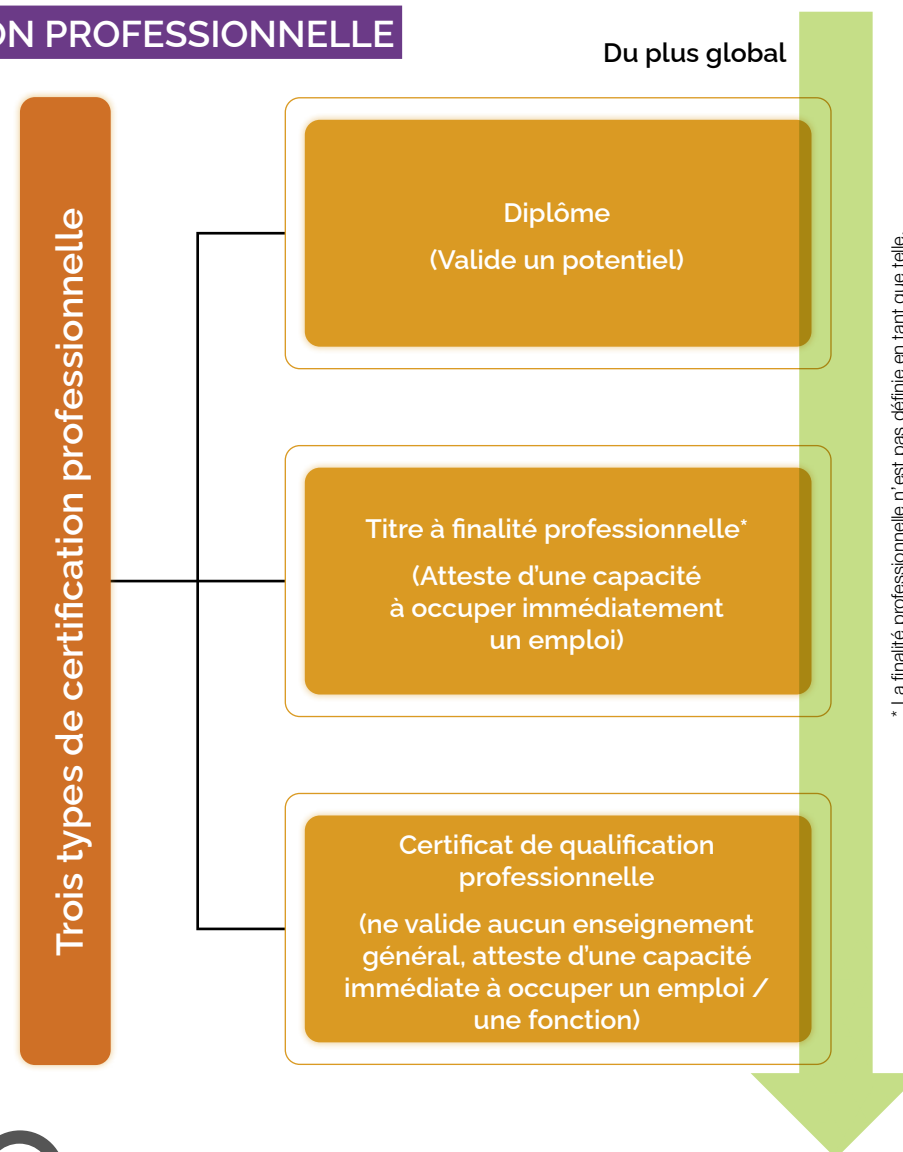 ON PROFESSIONNELLE
Du plus global
Trois types de certification professionnelle
Diplôme
(Valide un potentiel)
Titre à finalité professionnelle*
(Atteste d'une capacité
à occuper immédiatement
un emploi)
Certificat de qualification
professionnelle
(ne valide aucun enseignement
général, atteste d'une capacité
immédiate à occuper un emploi /
une fonction)
* La finalité professionnelle n'est pas définie en tant que telle.